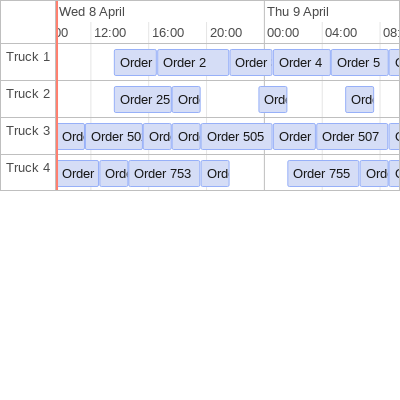 Wed 8 April Thu 9 April
00 12:00 16:00 20:00 00:00 04:00 08:
Truck 1 Order Order 2 Order Order 4 Order 5
Truck 2 Order 25 Ord Ord Ord
Truck 3 Ord Order 50 Ord Ord Order 505 Order Order 507
Truck 4 Order Ord Order 753 Ord Order 755 Ord